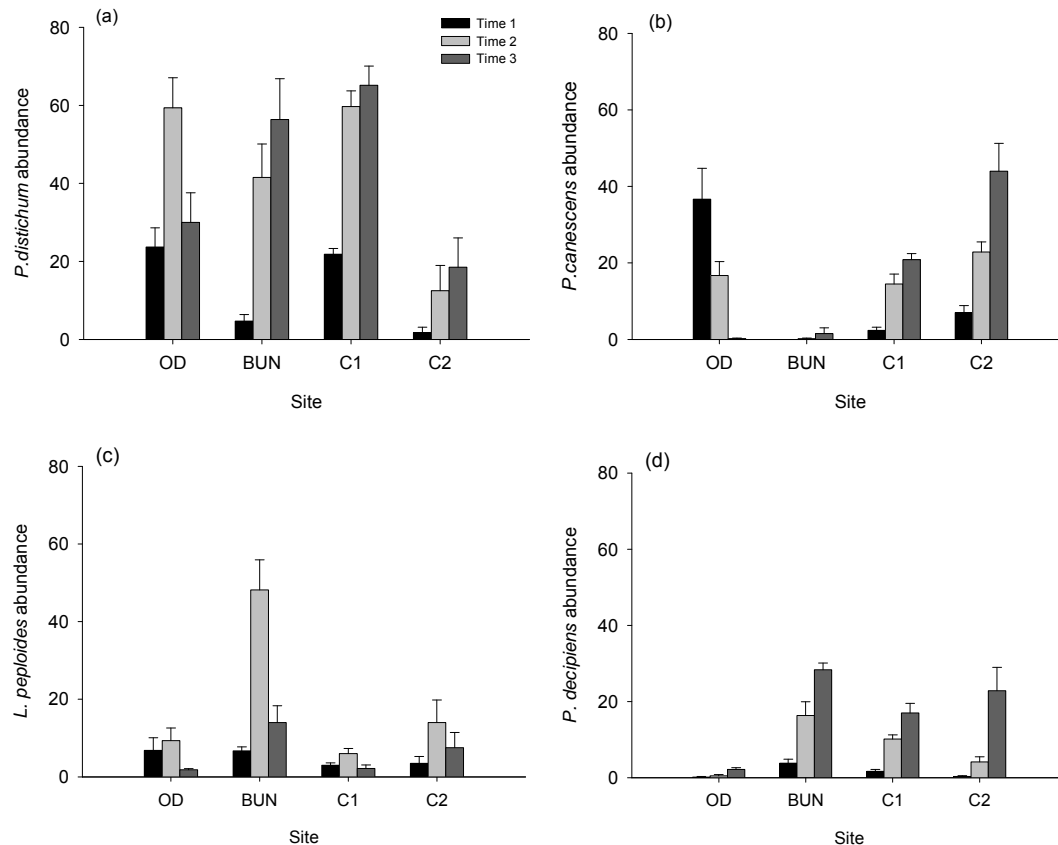 (a)
Time 1
Time 2
Time 3
80
60
40
20
0
P.distichum abundance
OD BUN C1 C2
Site
(b)
80
60
40
20
0
P.canescens abundance
OD BUN C1 C2
Site
(c)
80
60
40
20
0
L. peploides abundance
OD BUN C1 C2
Site
(d)
80
60
40
20
0
P. decipiens abundance
OD BUN C1 C2
Site